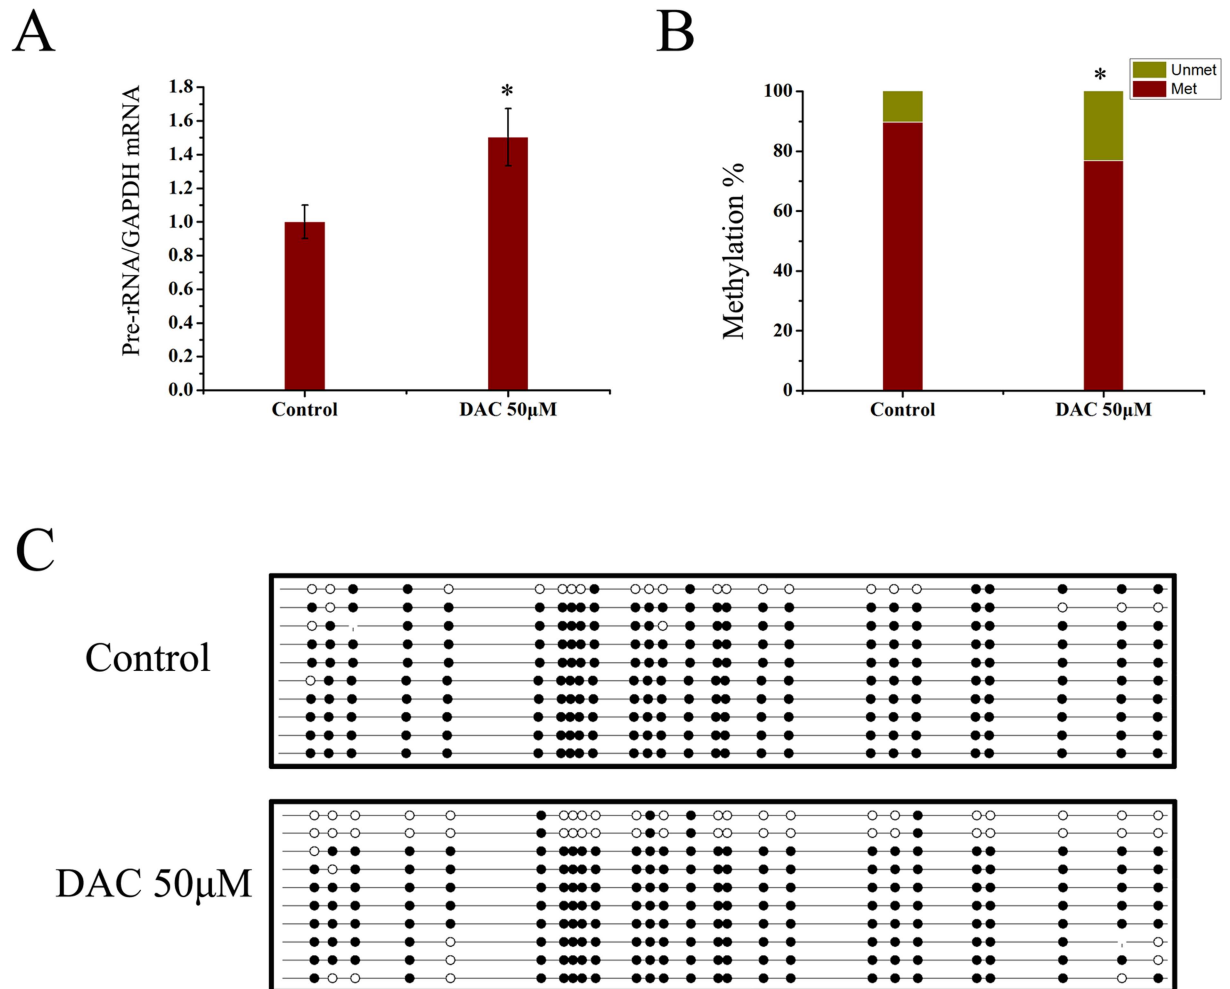 A
B
Pre-rRNA/GAPDH mRNA
1.8
1.6
1.4
1.2
1.0
0.8
0.6
0.4
0.2
0.0
*
Control
DAC 50μM
Methylation %
100
80
60
40
20
0
*
Unmet
Met
Control
DAC 50μM
C
Control
DAC 50μM